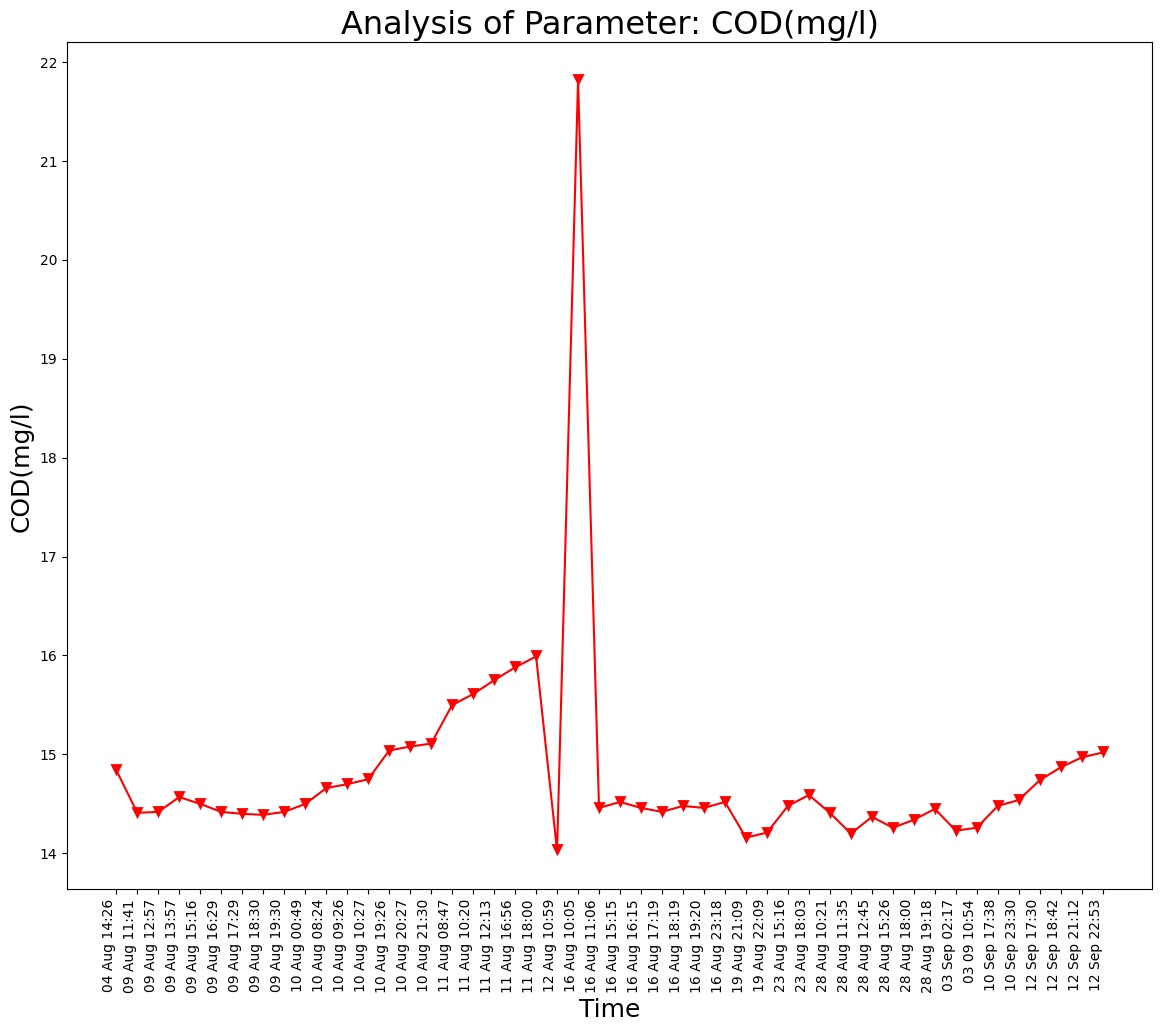 Analysis of Parameter: COD(mg/l)
22
21
20
19
18
17
16
15
14
COD(mg/l)
04 Aug 14:26
09 Aug 11:41
09 Aug 12:57
09 Aug 13:57
09 Aug 15:16
09 Aug 16:29
09 Aug 17:29
09 Aug 18:30
09 Aug 19:30
10 Aug 00:49
10 Aug 08:24
10 Aug 09:26
10 Aug 10:27
10 Aug 19:26
10 Aug 20:27
10 Aug 21:30
11 Aug 08:47
11 Aug 10:20
11 Aug 12:13
11 Aug 16:56
11 Aug 18:00
12 Aug 10:59
16 Aug 10:05
16 Aug 11:06
16 Aug 15:15
16 Aug 16:15
16 Aug 17:19
16 Aug 18:19
16 Aug 19:20
16 Aug 23:18
19 Aug 21:09
19 Aug 22:09
23 Aug 15:16
23 Aug 18:03
28 Aug 10:21
28 Aug 11:35
28 Aug 12:45
28 Aug 15:26
28 Aug 18:00
28 Aug 19:18
03 Sep 02:17
03 09 10:54
10 Sep 17:38
10 Sep 23:30
12 Sep 17:30
12 Sep 18:42
12 Sep 21:12
12 Sep 22:53
Time